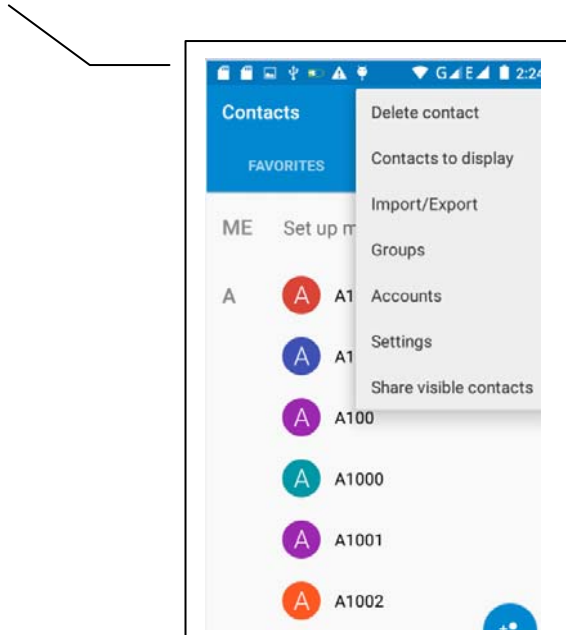 G E 2:24
Contacts
FAVORITES
Delete contact
Contacts to display
Import/Export
Groups
Accounts
Settings
Share visible contacts
ME Set up m
A
A A1
A A1
A A100
A A1000
A A1001
A A1002